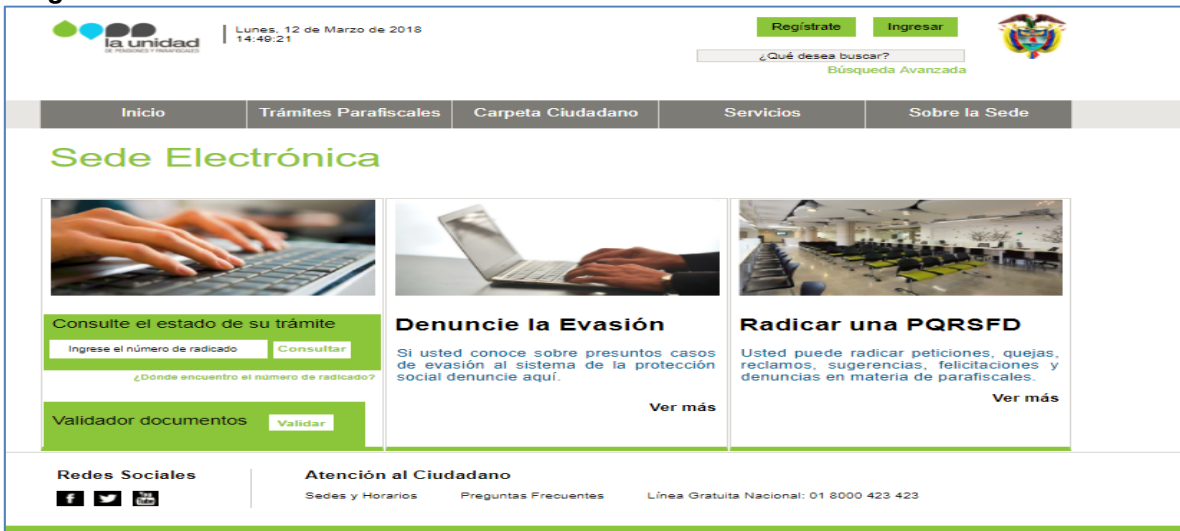 la unidad
DE PENSIONES Y PARAFISCALES
Lunes, 12 de Marzo de 2018
14:49:21
Regístrate
Ingresar
¿Qué desea buscar?
Búsqueda Avanzada
Inicio
Trámites Parafiscales
Carpeta Ciudadano
Servicios
Sobre la Sede
Sede Electrónica
Consulte el estado de su trámite
Ingrese el número de radicado
Consultar
¿Dónde encuentro el número de radicado?
Validador documentos
Validar
Denuncie la Evasión
Si usted conoce sobre presuntos casos
de evasión al sistema de la protección
social denuncie aquí.
Ver más
Radicar una PQRSFD
Usted puede radicar peticiones, quejas,
reclamos, sugerencias, felicitaciones y
denuncias en materia de parafiscales.
Ver más
Redes Sociales
You Tube
Atención al Ciudadano
Sedes y Horarios
Preguntas Frecuentes
Línea Gratuita Nacional: 01 8000 423 423